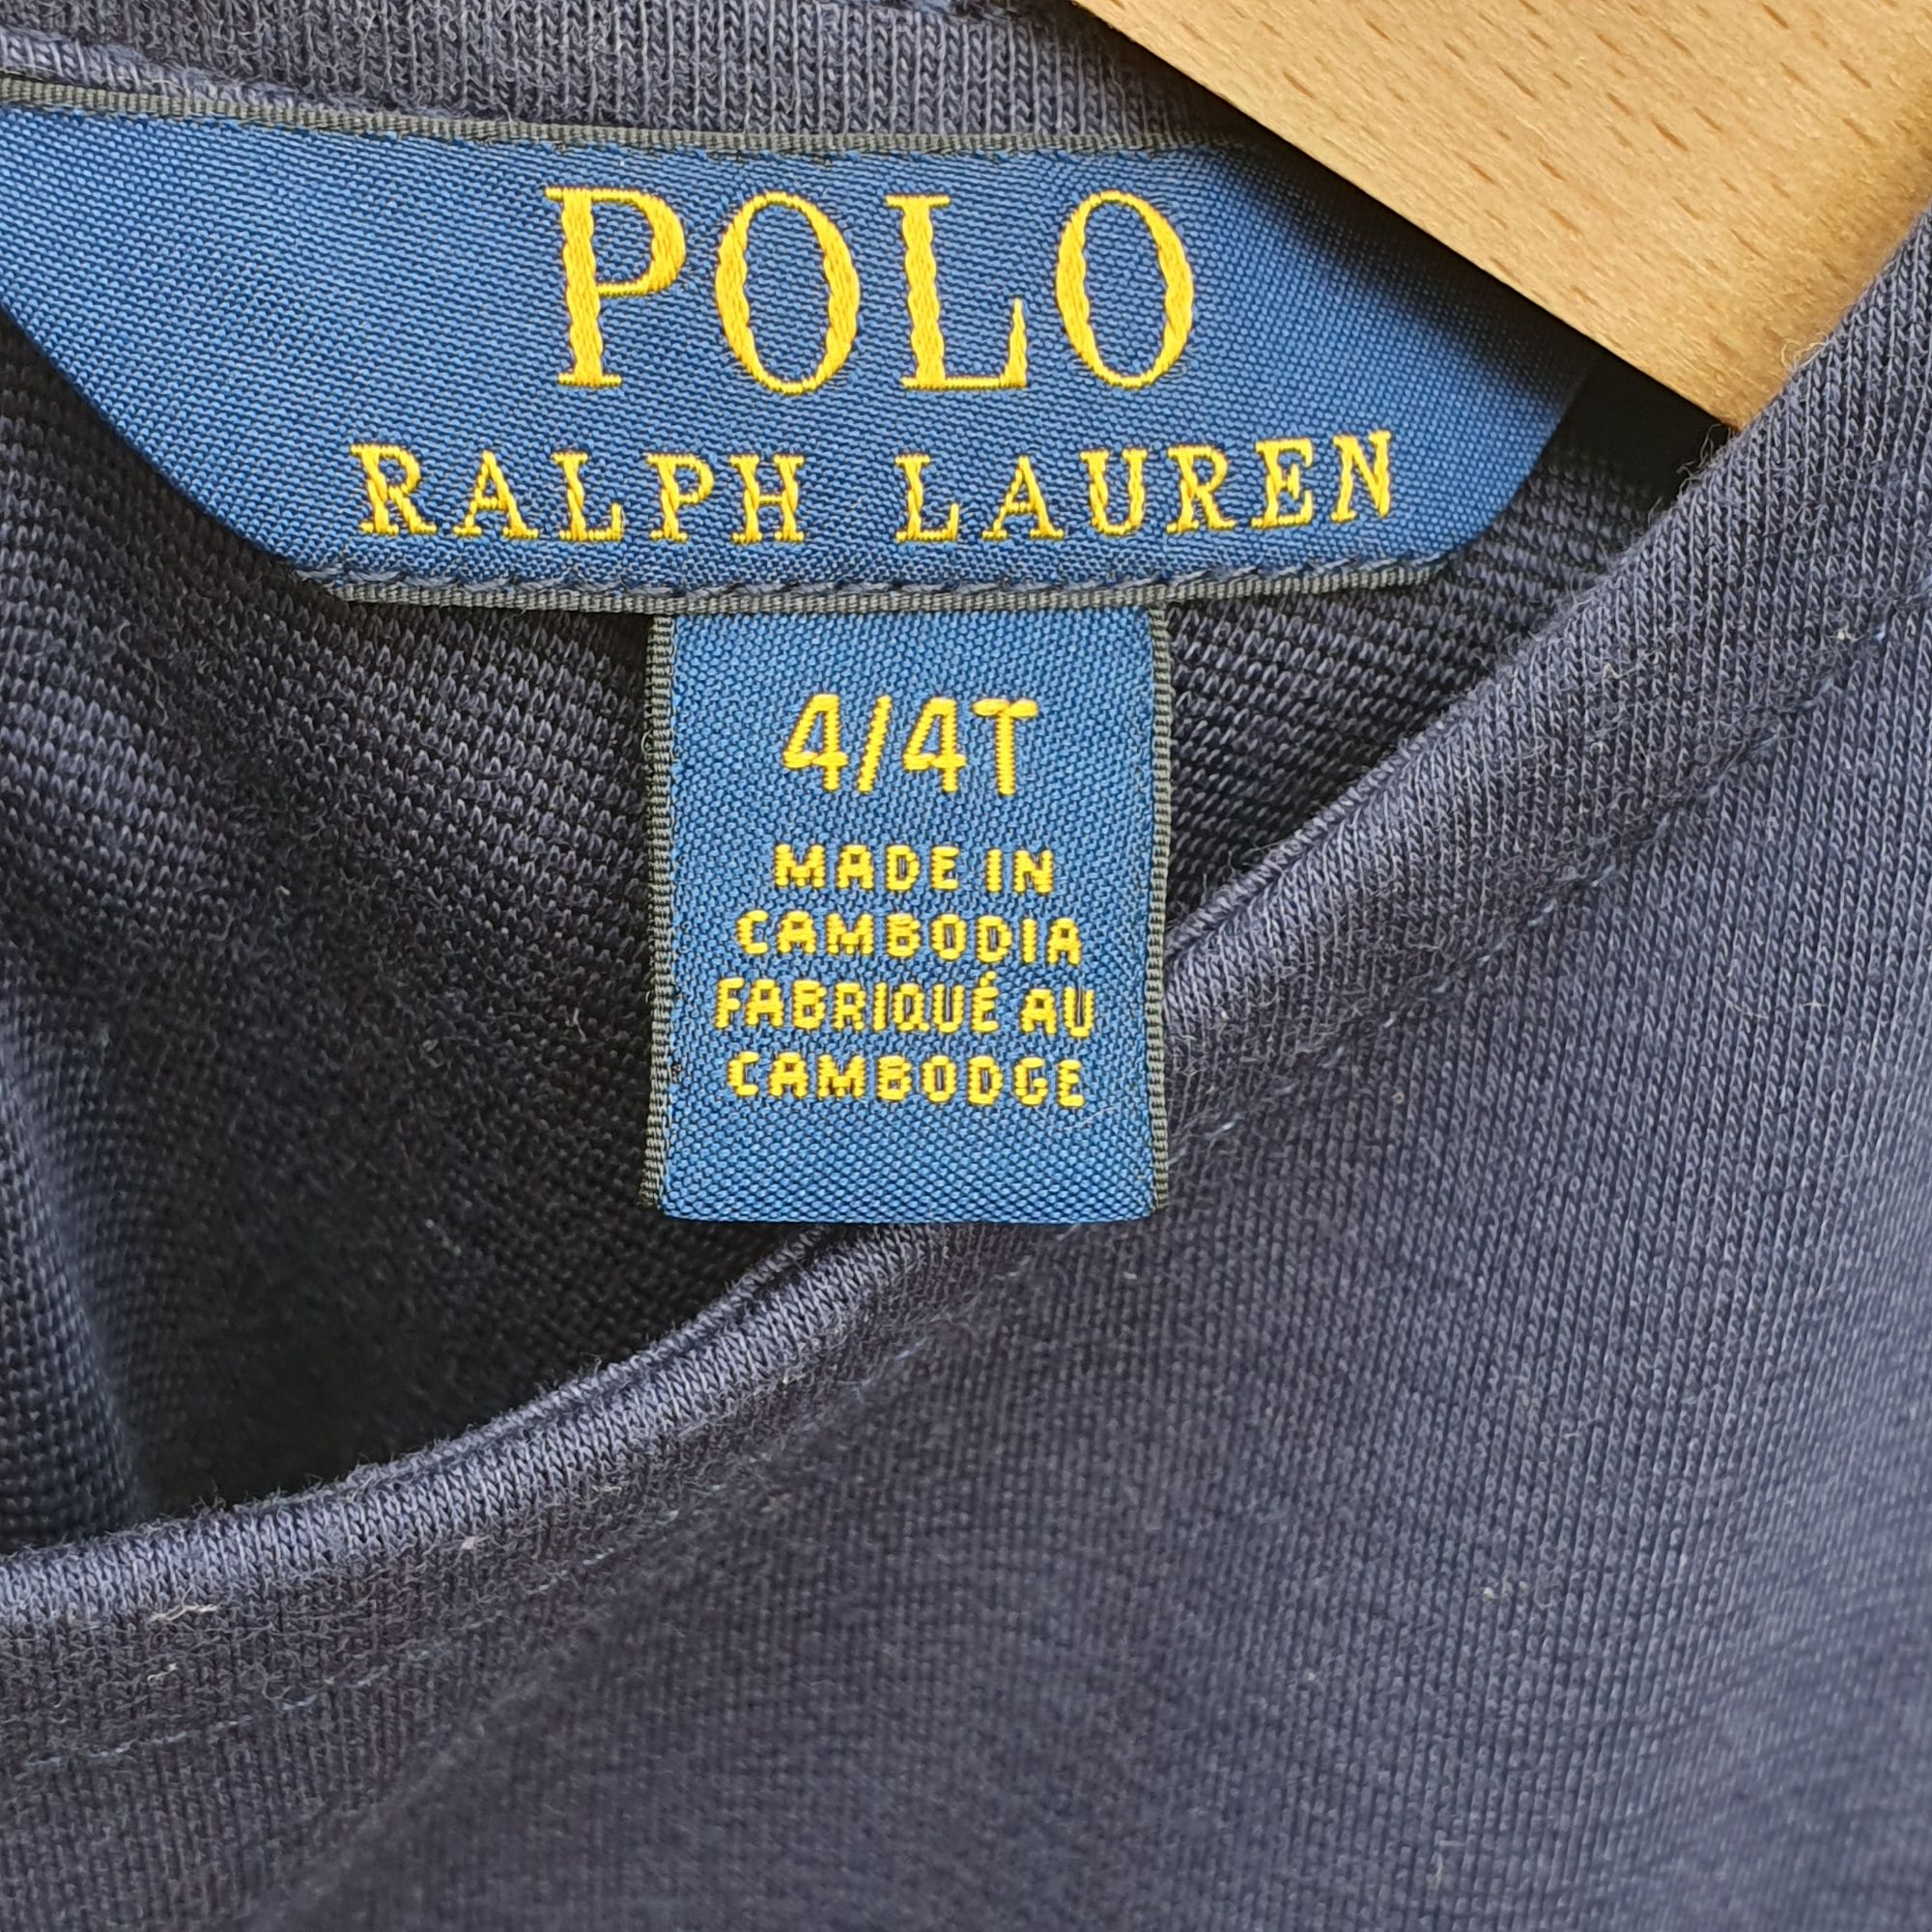 POLO
RALPH LAUREN
4/4T
MADE IN
CAMBODIA
FABRIQUÉ AU
CAMBODGE